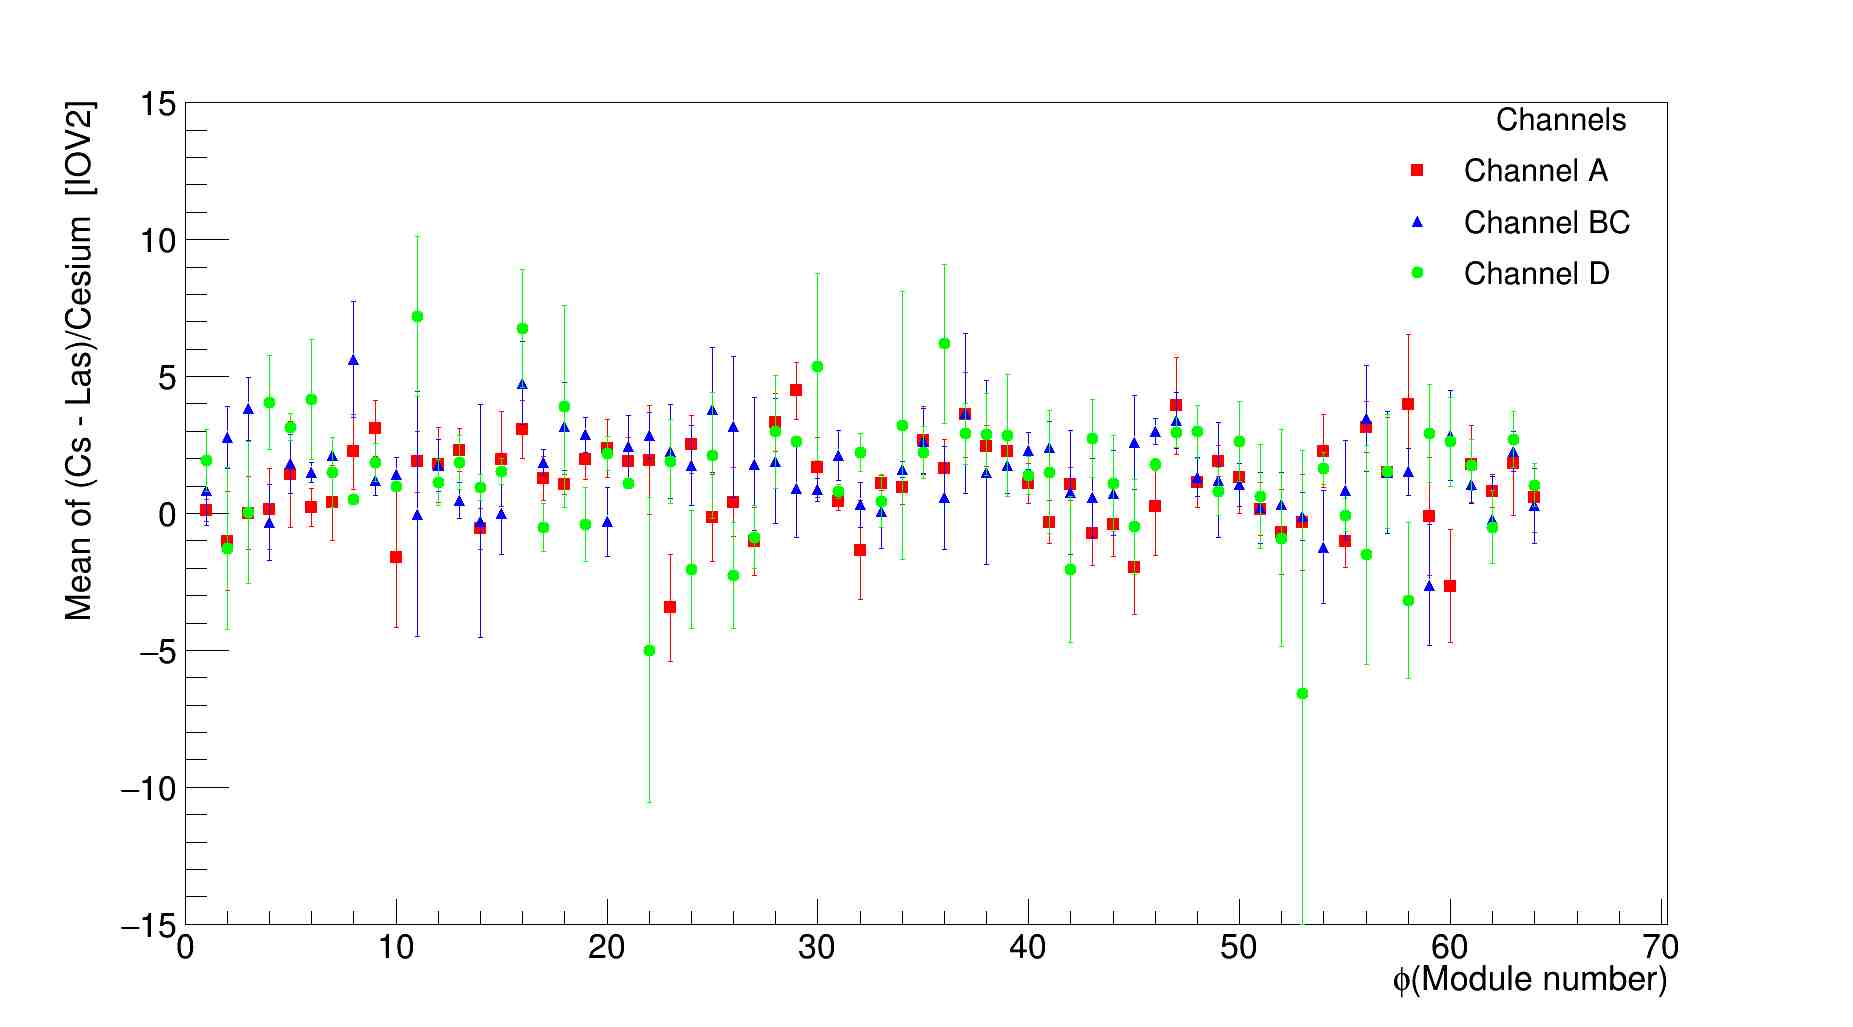 Mean of (Cs - Las)/Cesium [IOV2]
15
10
5
0
−5
−10
−15
0 10 20 30 40 50 60 70
ϕ(Module number)
Channels
Channel A
Channel BC
Channel D